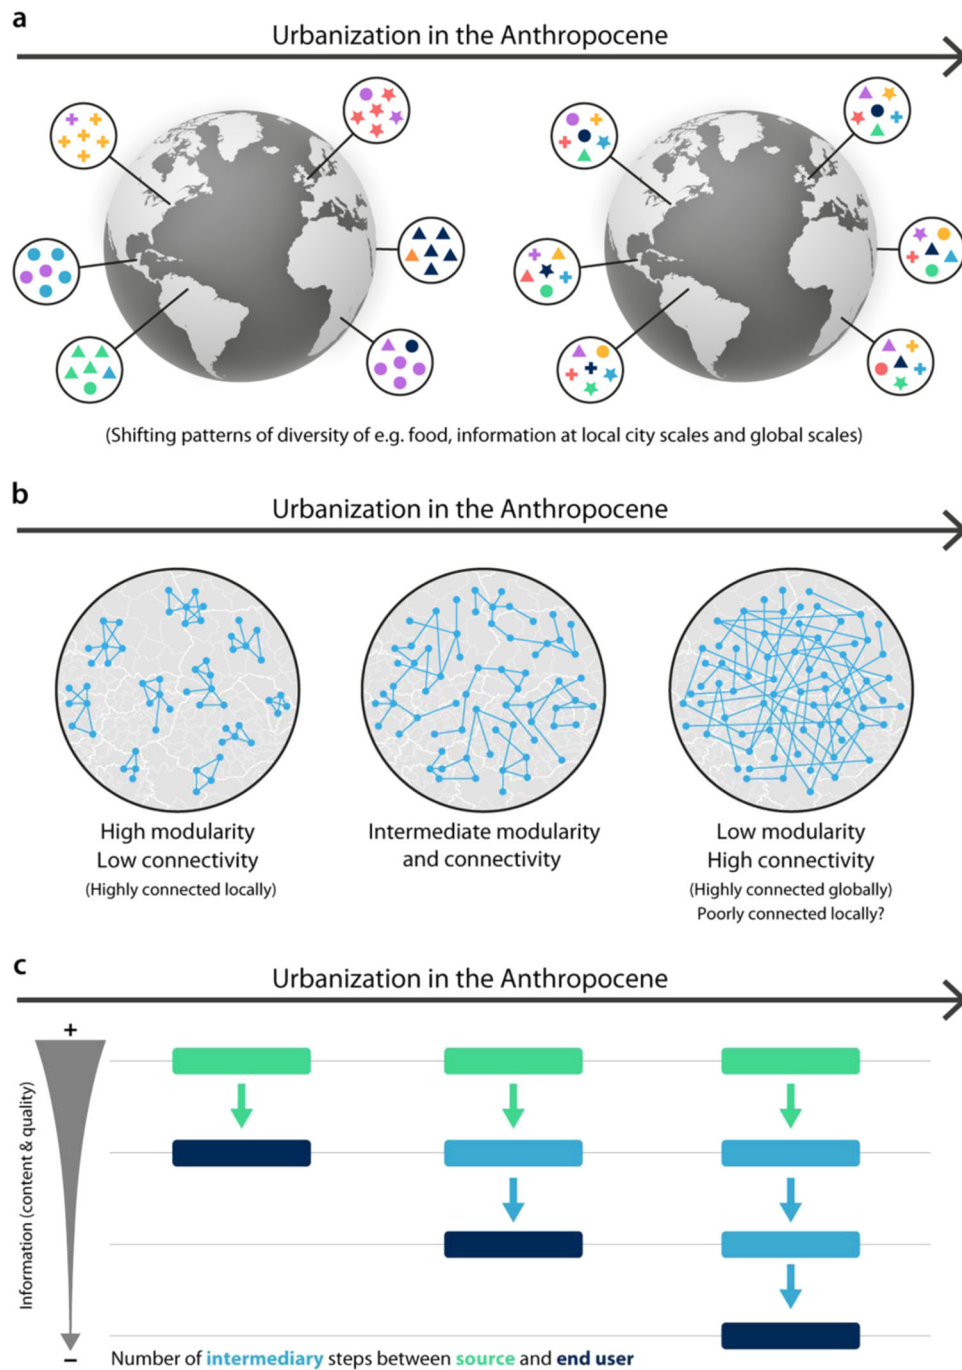 a
Urbanization in the Anthropocene
(Shifting patterns of diversity of e.g. food, information at local city scales and global scales)
b
Urbanization in the Anthropocene
High modularity
Low connectivity
(Highly connected locally)
Intermediate modularity
and connectivity
Low modularity
High connectivity
(Highly connected globally)
Poorly connected locally?
c
Urbanization in the Anthropocene
+
Information (content & quality)
–
Number of intermediary steps between source and end user